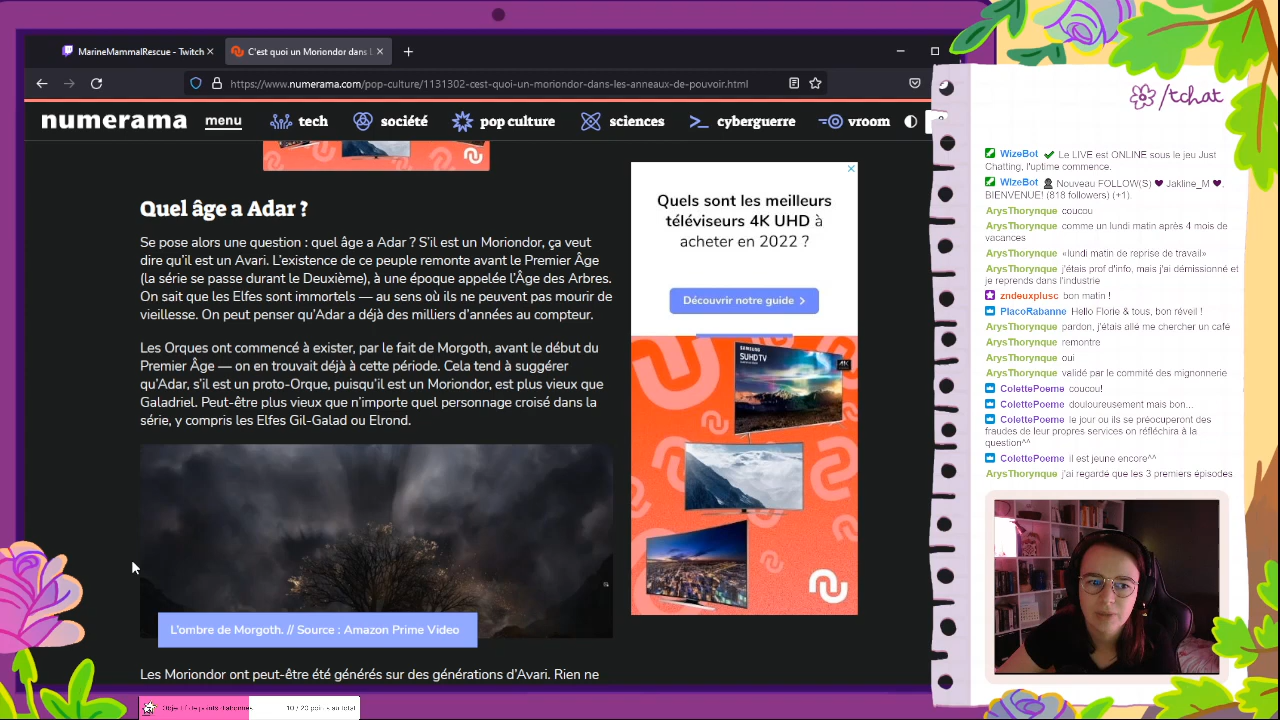 MarineMammalRescue - Twitch
C'est quoi un Moriondor dans L
https://www.numerama.com/pop-culture/1131302-cest-quoi-un-moriondor-dans-les-anneaux-de-pouvoir.html
numerama menu tech société pop culture sciences cyberguerre vroom
Quel âge a Adar ?
Se pose alors une question : quel âge a Adar ? S'il est un Moriondor, ça veut
dire qu'il est un Avari. L'existence de ce peuple remonte avant le Premier Âge
(la série se passe durant le Deuxième), à une époque appelée l'Âge des Arbres.
On sait que les Elfes sont immortels — au sens où ils ne peuvent pas mourir de
vieillesse. On peut penser qu'Adar a déjà des milliers d'années au compteur.
Les Orques ont commencé à exister, par le fait de Morgoth, avant le début du
Premier Âge — on en trouvait déjà à cette période. Cela tend à suggérer
qu'Adar, s'il est un proto-Orque, puisqu'il est un Moriondor, est plus vieux que
Galadriel. Peut-être plus vieux que n'importe quel personnage croisé dans la
série, y compris les Elfes Gil-Galad ou Elrond.
L'ombre de Morgoth. // Source : Amazon Prime Video
Les Moriondor ont peut-être été générés sur des générations d'Avari. Rien ne
Quels sont les meilleurs
téléviseurs 4K UHD à
acheter en 2022 ?
Découvrir notre guide
SAMSUNG
SUHDTV
4K
/tchat
WizeBot Le LIVE est ONLINE sous le jeu Just
Chatting, l'uptime commence.
WizeBot Nouveau FOLLOW(S) ♥ Jakline_M ♥,
BIENVENUE! (818 followers) (+1).
ArysThorynque coucou
ArysThorynque comme un lundi matin après 4 mois de
vacances
ArysThorynque «lundi matin de reprise de travail»
ArysThorynque j'étais prof d'info, mais j'ai démissionné et
je reprends dans l'industrie
zndeuxplusc bon matin !
PlacoRabanne Hello Florie & tous, bon réveil !
ArysThorynque pardon, j'étais allé me chercher un café
ArysThorynque remontre
ArysThorynque oui
ArysThorynque validé par le commité des mignonnerie
ColettePoeme coucou!
ColettePoeme douloureusement mais bon...
ColettePoeme le jour ou ils se préocuperont des
fraudes de leur propres services on réfléchira à la
question^^
ColettePoeme il est jeune encore^^
ArysThorynque j'ai regardé que les 3 premiers épisodes